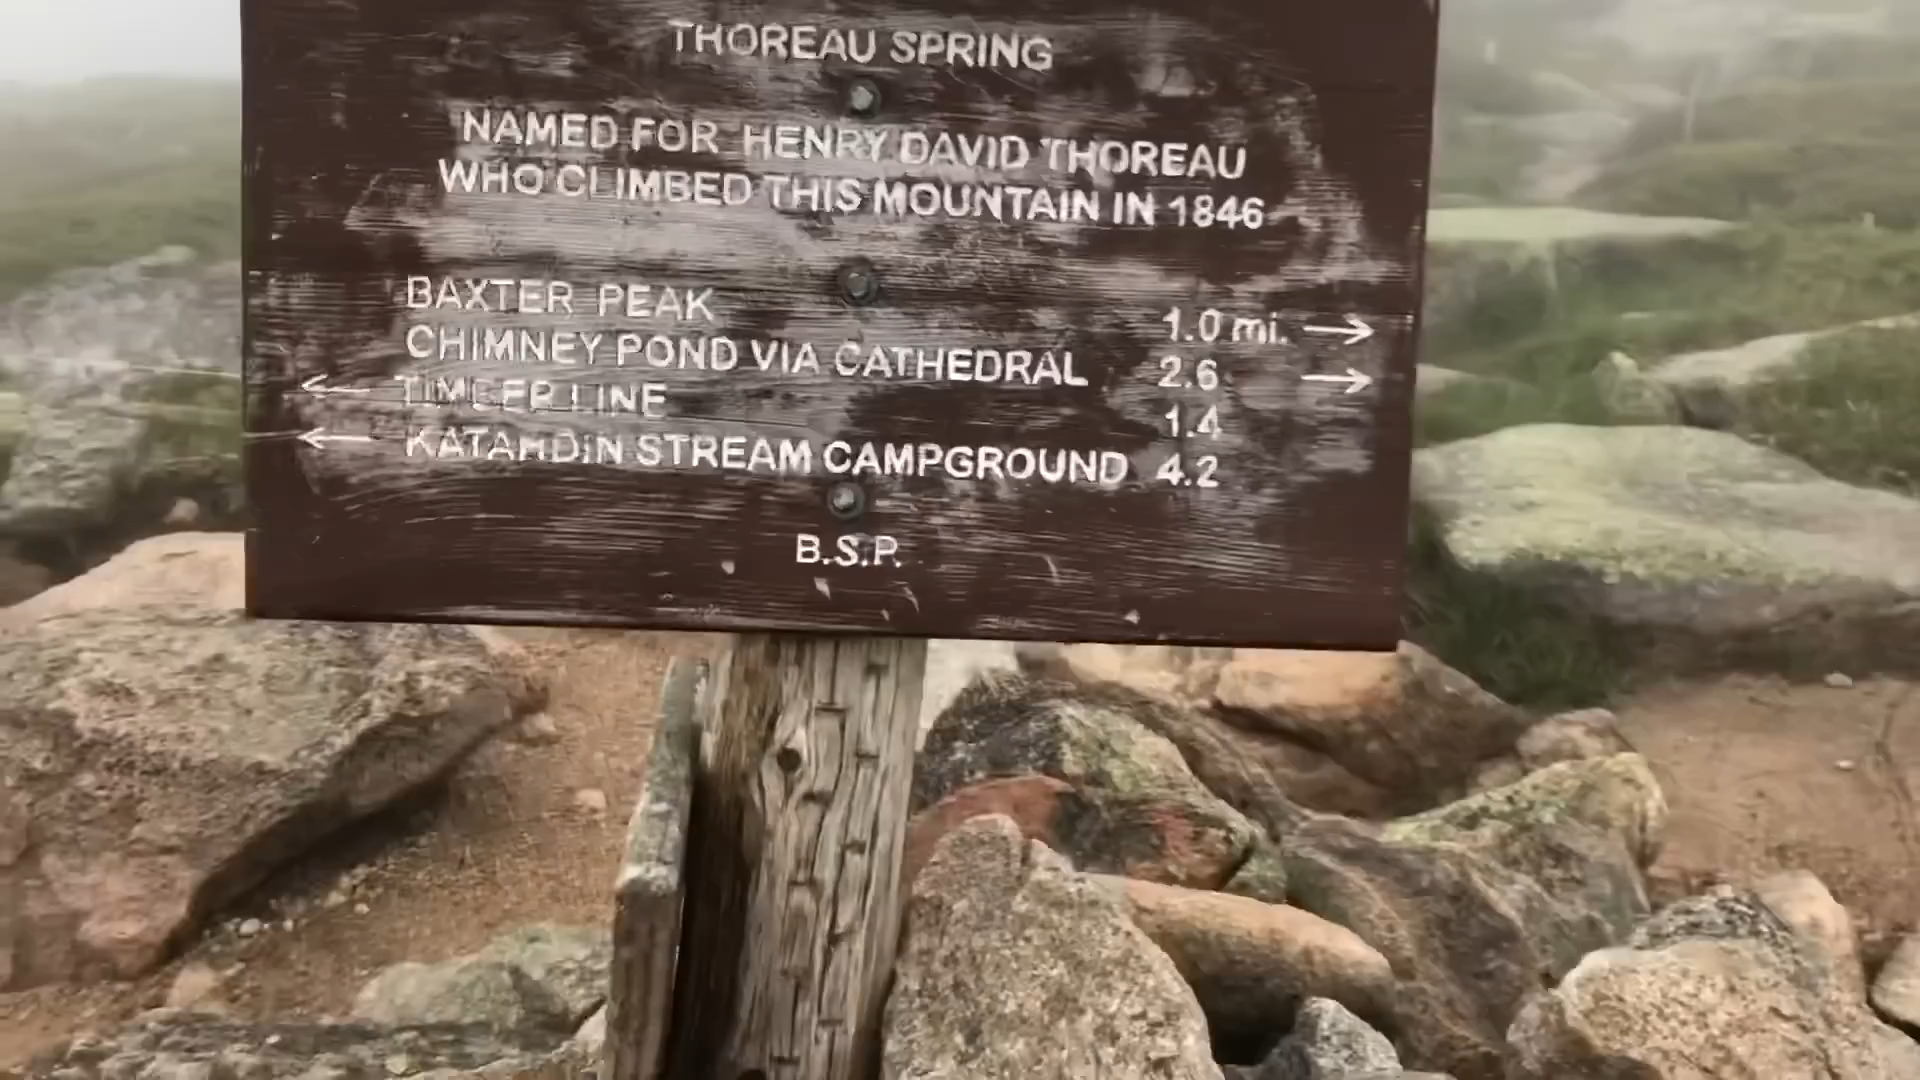 THOREAU SPRING
NAMED FOR HENRY DAVID THOREAU
WHO CLIMBED THIS MOUNTAIN IN 1846
BAXTER PEAK 1.0 mi. →
CHIMNEY POND VIA CATHEDRAL 2.6 →
← TIMBER LINE 1.4
← KATAHDIN STREAM CAMPGROUND 4.2
B.S.P.